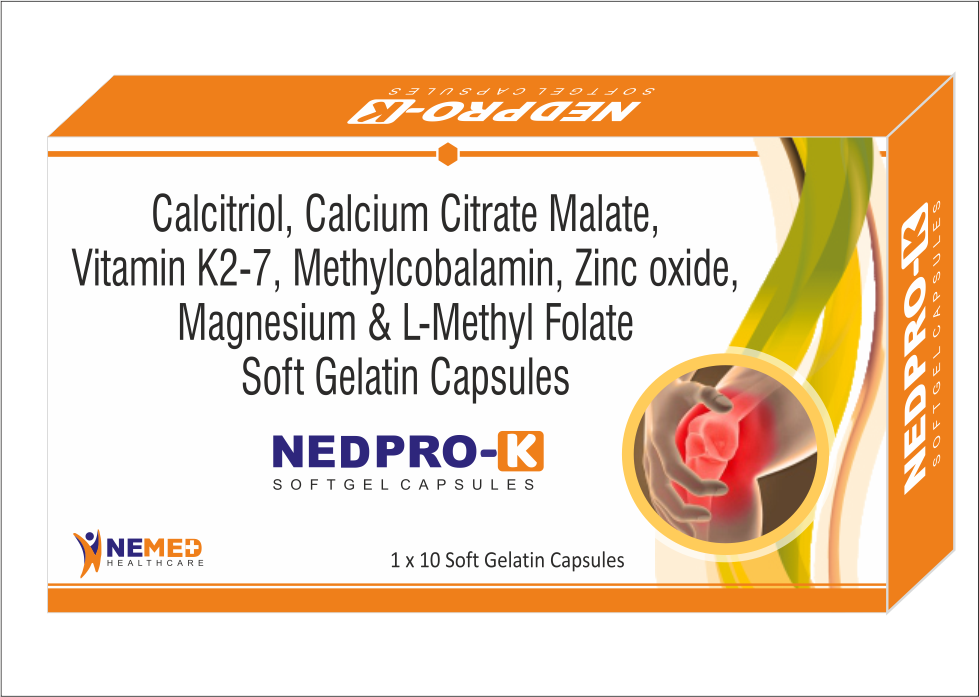 NEDPRO-K
SOFTGEL CAPSULES
Calcitriol, Calcium Citrate Malate,
Vitamin K2-7, Methylcobalamin, Zinc oxide,
Magnesium & L-Methyl Folate
Soft Gelatin Capsules
NEDPRO-K
SOFTGEL CAPSULES
NEMED
HEALTHCARE
1 x 10 Soft Gelatin Capsules
NEDPRO-K
SOFTGEL CAPSULES